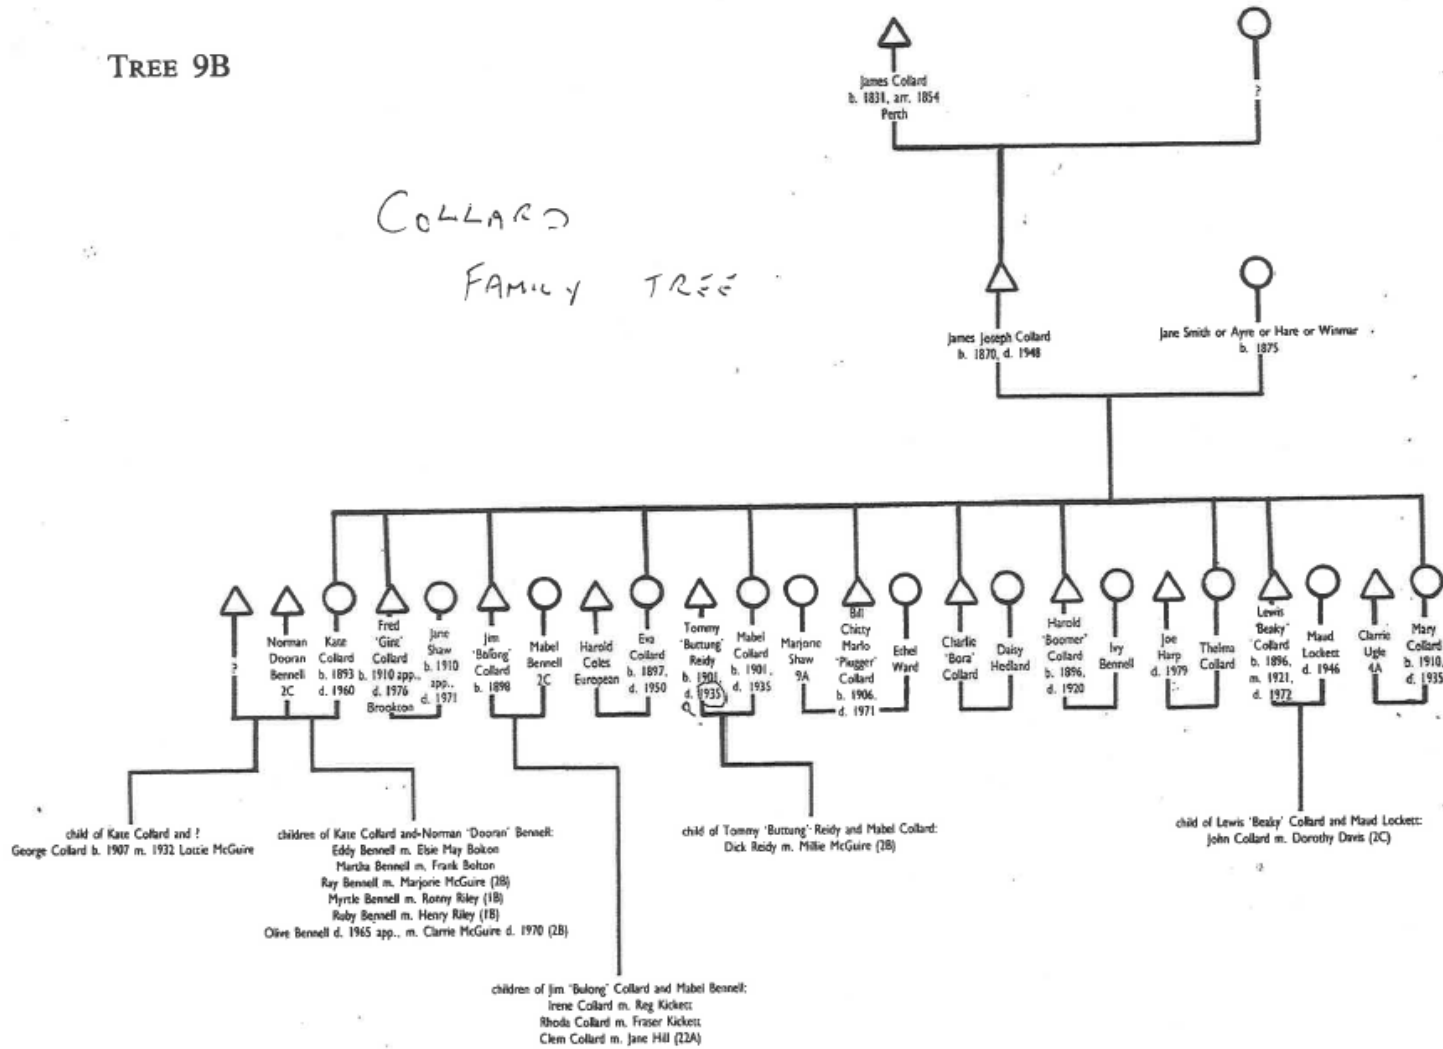 TREE 9B
James Collard
b. 1831, arr. 1854
Perth
?
COLLARD
FAMILY TREE
James Joseph Collard
b. 1870, d. 1948
Jane Smith or Ayre or Hare or Winmar
b. 1875
?
Norman
Dooran
Bennell
2C
Kate
Collard
b. 1893
d. 1960
Fred
'Ginr'
Collard
b. 1910 app.,
d. 1976
Brookton
Jane
Shaw
b. 1910
app.,
d. 1971
Jim
'Bulong'
Collard
b. 1898
Mabel
Bennell
2C
Harold
Coles
European
Eva
Collard
b. 1897,
d. 1950
Tommy
'Buttung'
Reidy
b. 1901,
d. 1935
Mabel
Collard
b. 1901,
d. 1935
Marjorie
Shaw
9A
Bill
Chitty
Marlo
'Plugger'
Collard
b. 1906,
d. 1971
Ethel
Ward
Charlie
'Bora'
Collard
Daisy
Hedland
Harold
'Boomer'
Collard
b. 1896,
d. 1920
Ivy
Bennell
Joe
Harp
d. 1979
Thelma
Collard
Lewis
'Beaky'
Collard
b. 1896,
m. 1921,
d. 1972
Maud
Lockett
d. 1946
Clarrie
Ugle
4A
Mary
Collard
b. 1910,
d. 1935
child of Kate Collard and ?
George Collard b. 1907 m. 1932 Lottie McGuire
children of Kate Collard and Norman 'Dooran' Bennell:
Eddy Bennell m. Elsie May Bolton
Martha Bennell m. Frank Bolton
Ray Bennell m. Marjorie McGuire (2B)
Myrtle Bennell m. Ronny Riley (1B)
Ruby Bennell m. Henry Riley (1B)
Olive Bennell d. 1965 app., m. Clarrie McGuire d. 1970 (2B)
children of Jim 'Bulong' Collard and Mabel Bennell:
Irene Collard m. Reg Kickett
Rhoda Collard m. Fraser Kickett
Clem Collard m. Jane Hill (22A)
child of Tommy 'Buttung' Reidy and Mabel Collard:
Dick Reidy m. Millie McGuire (2B)
child of Lewis 'Beaky' Collard and Maud Lockett:
John Collard m. Dorothy Davis (2C)